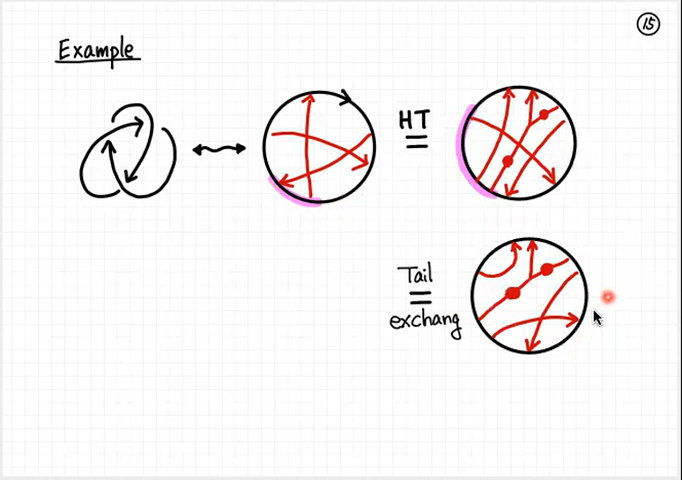 15
Example
HT
=
Tail
=
exchang